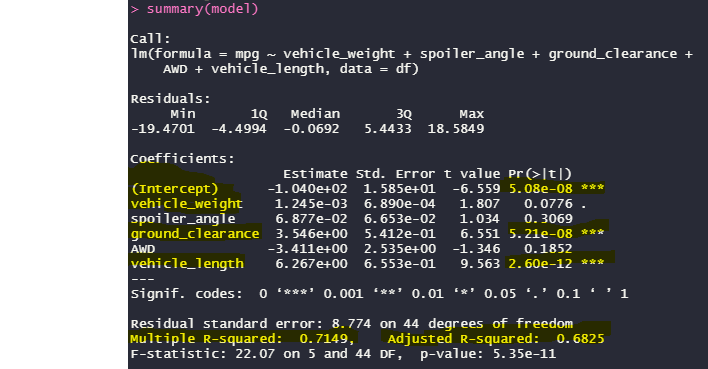 > summary(model)
Call:
lm(formula = mpg ~ vehicle_weight + spoiler_angle + ground_clearance +
AWD + vehicle_length, data = df)
Residuals:
Min 1Q Median 3Q Max
-19.4701 -4.4994 -0.0692 5.4433 18.5849
Coefficients:
Estimate Std. Error t value Pr(>|t|)
(Intercept) -1.040e+02 1.585e+01 -6.559 5.08e-08 ***
vehicle_weight 1.245e-03 6.890e-04 1.807 0.0776 .
spoiler_angle 6.877e-02 6.653e-02 1.034 0.3069
ground_clearance 3.546e+00 5.412e-01 6.551 5.21e-08 ***
AWD -3.411e+00 2.535e+00 -1.346 0.1852
vehicle_length 6.267e+00 6.553e-01 9.563 2.60e-12 ***
---
Signif. codes: 0 ‘***’ 0.001 ‘**’ 0.01 ‘*’ 0.05 ‘.’ 0.1 ‘ ’ 1
Residual standard error: 8.774 on 44 degrees of freedom
Multiple R-squared: 0.7149, Adjusted R-squared: 0.6825
F-statistic: 22.07 on 5 and 44 DF, p-value: 5.35e-11